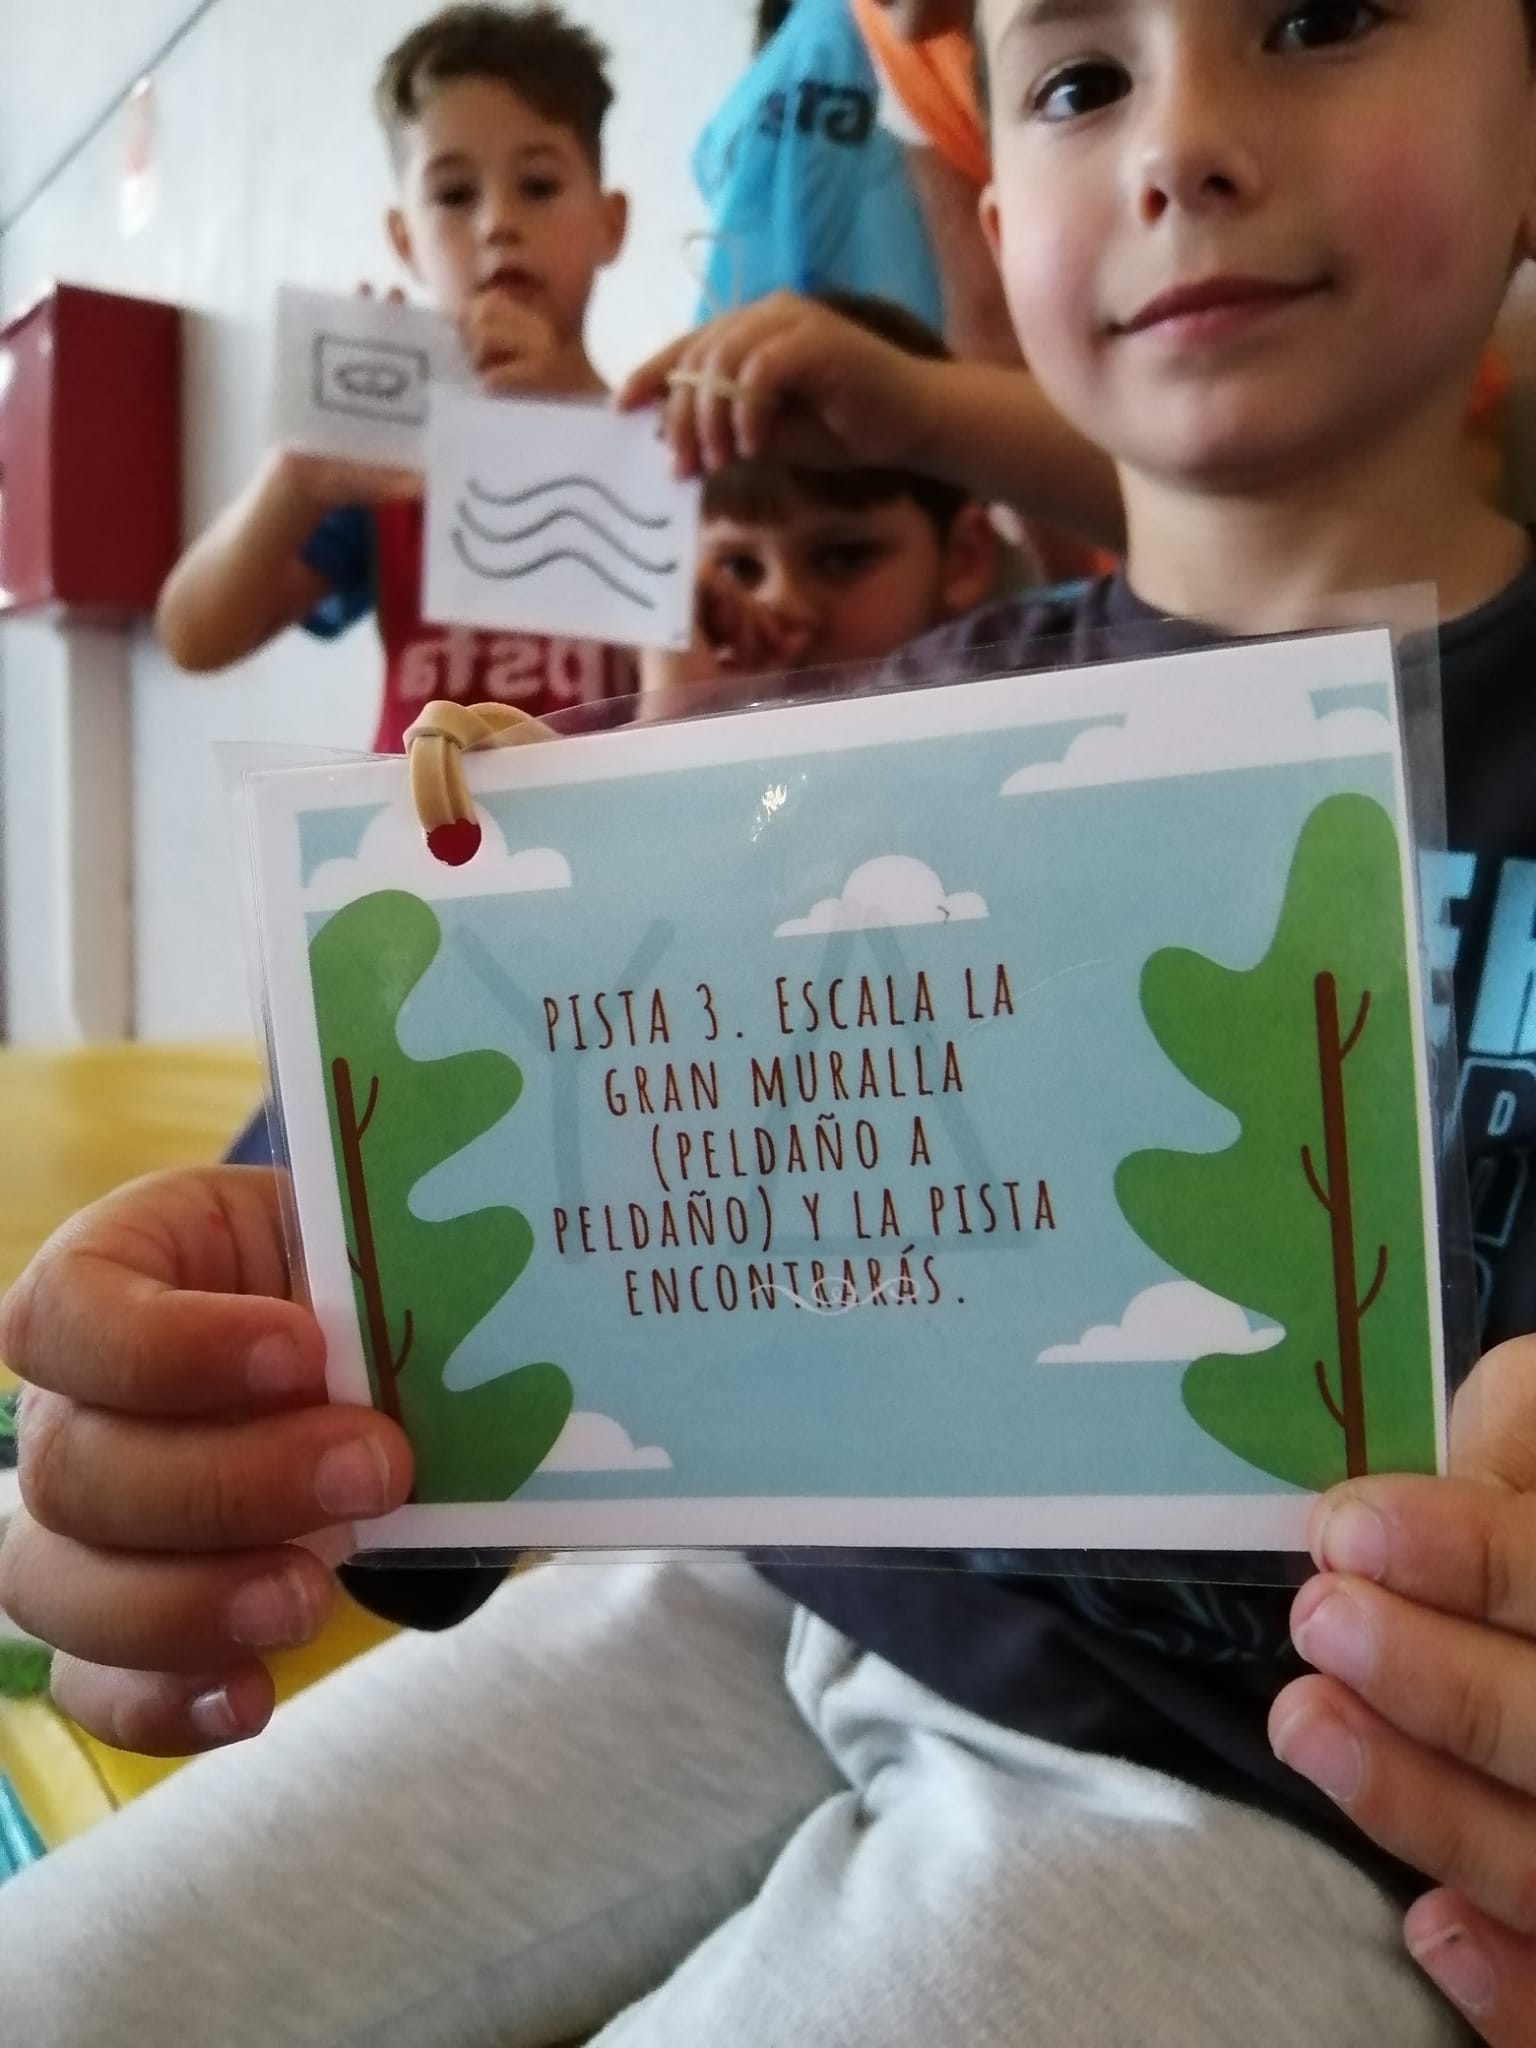 PISTA 3. ESCALA LA
GRAN MURALLA
(PELDAÑO A
PELDAÑO) Y LA PISTA
ENCONTRARÁS.